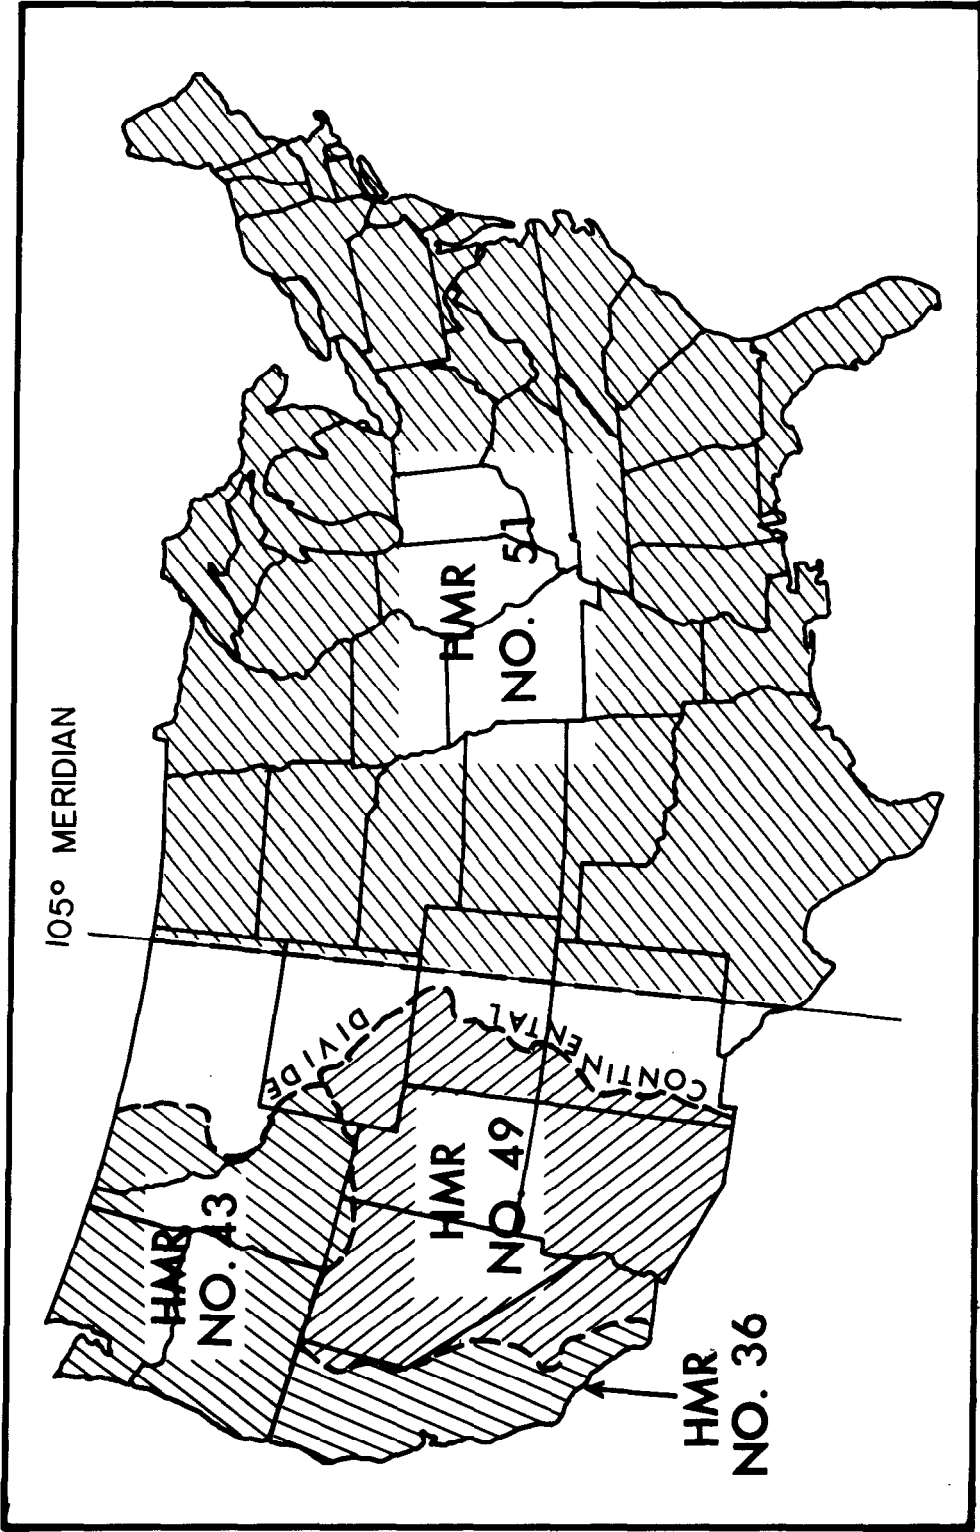 105° MERIDIAN
HMR
NO. 43
DIVIDE
CONTINENTAL
HMR
NO. 49
HMR
NO. 51
HMR
NO. 36